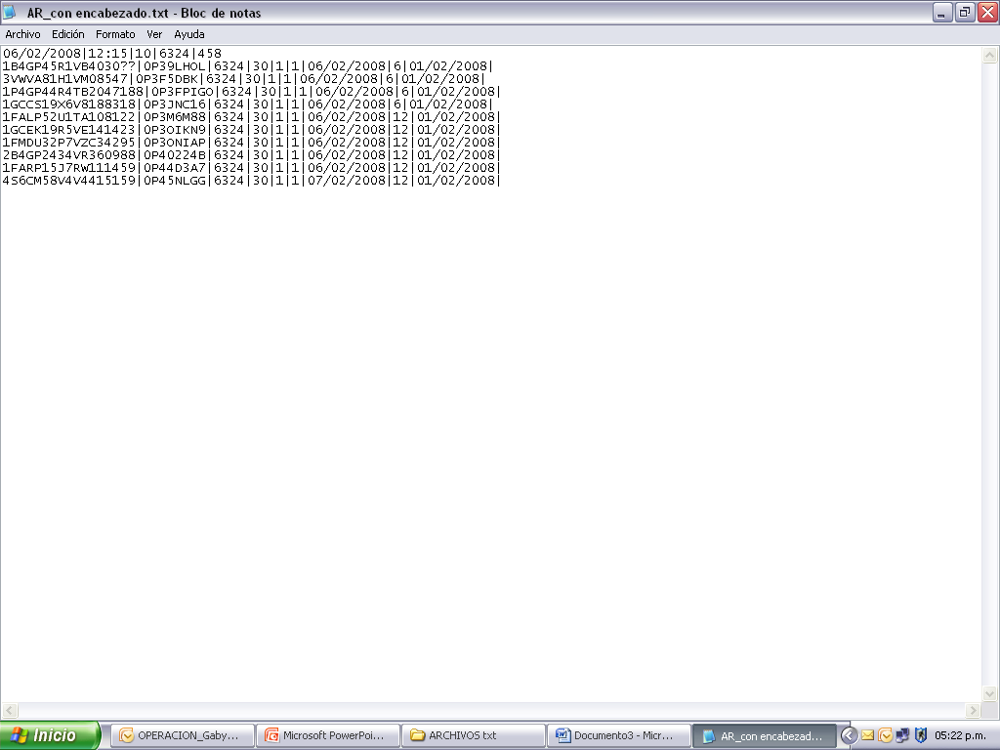 AR_con encabezado.txt - Bloc de notas
Archivo Edición Formato Ver Ayuda
06/02/2008|12:15|10|6324|458
1B4GP45R1VB4030??|0P39LHOL|6324|30|1|1|06/02/2008|6|01/02/2008|
3VWVA81H1VM08547|0P3F5DBK|6324|30|1|1|06/02/2008|6|01/02/2008|
1P4GP44R4TB2047188|0P3FPIGO|6324|30|1|1|06/02/2008|6|01/02/2008|
1GCCS19X6V8188318|0P3JNC16|6324|30|1|1|06/02/2008|6|01/02/2008|
1FALP52U1TA108122|0P3M6M88|6324|30|1|1|06/02/2008|12|01/02/2008|
1GCEK19R5VE141423|0P3OIKN9|6324|30|1|1|06/02/2008|12|01/02/2008|
1FMDU32P7VZC34295|0P3ONIAP|6324|30|1|1|06/02/2008|12|01/02/2008|
2B4GP2434VR360988|0P40224B|6324|30|1|1|06/02/2008|12|01/02/2008|
1FARP15J7RW111459|0P44D3A7|6324|30|1|1|06/02/2008|12|01/02/2008|
4S6CM58V4V4415159|0P45NLGG|6324|30|1|1|07/02/2008|12|01/02/2008|
Inicio OPERACION_Gaby... Microsoft PowerPoi... ARCHIVOS txt Documento3 - Micr... AR_con encabezad... 05:22 p.m.